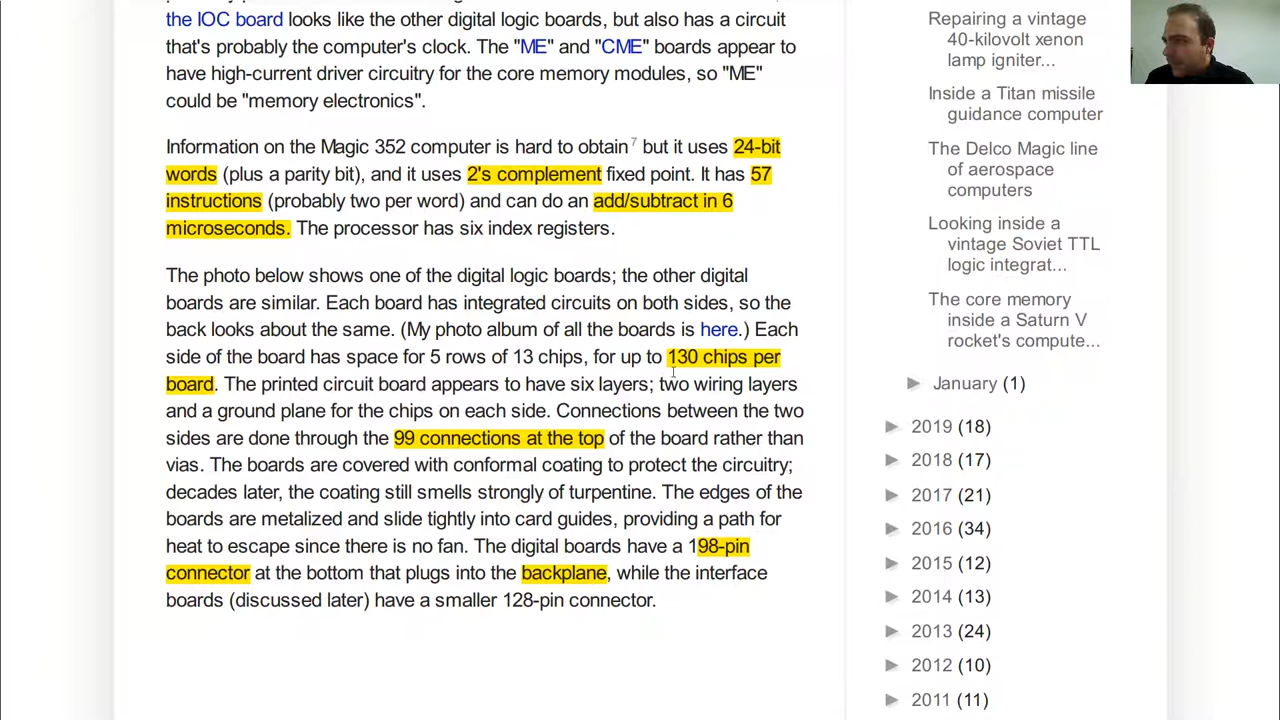 the IOC board looks like the other digital logic boards, but also has a circuit
that's probably the computer's clock. The "ME" and "CME" boards appear to
have high-current driver circuitry for the core memory modules, so "ME"
could be "memory electronics".
Information on the Magic 352 computer is hard to obtain7 but it uses 24-bit
words (plus a parity bit), and it uses 2's complement fixed point. It has 57
instructions (probably two per word) and can do an add/subtract in 6
microseconds. The processor has six index registers.
The photo below shows one of the digital logic boards; the other digital
boards are similar. Each board has integrated circuits on both sides, so the
back looks about the same. (My photo album of all the boards is here.) Each
side of the board has space for 5 rows of 13 chips, for up to 130 chips per
board. The printed circuit board appears to have six layers; two wiring layers
and a ground plane for the chips on each side. Connections between the two
sides are done through the 99 connections at the top of the board rather than
vias. The boards are covered with conformal coating to protect the circuitry;
decades later, the coating still smells strongly of turpentine. The edges of the
boards are metalized and slide tightly into card guides, providing a path for
heat to escape since there is no fan. The digital boards have a 198-pin
connector at the bottom that plugs into the backplane, while the interface
boards (discussed later) have a smaller 128-pin connector.
Repairing a vintage
40-kilovolt xenon
lamp igniter...
Inside a Titan missile
guidance computer
The Delco Magic line
of aerospace
computers
Looking inside a
vintage Soviet TTL
logic integrat...
The core memory
inside a Saturn V
rocket's compute...
► January (1)
► 2019 (18)
► 2018 (17)
► 2017 (21)
► 2016 (34)
► 2015 (12)
► 2014 (13)
► 2013 (24)
► 2012 (10)
► 2011 (11)